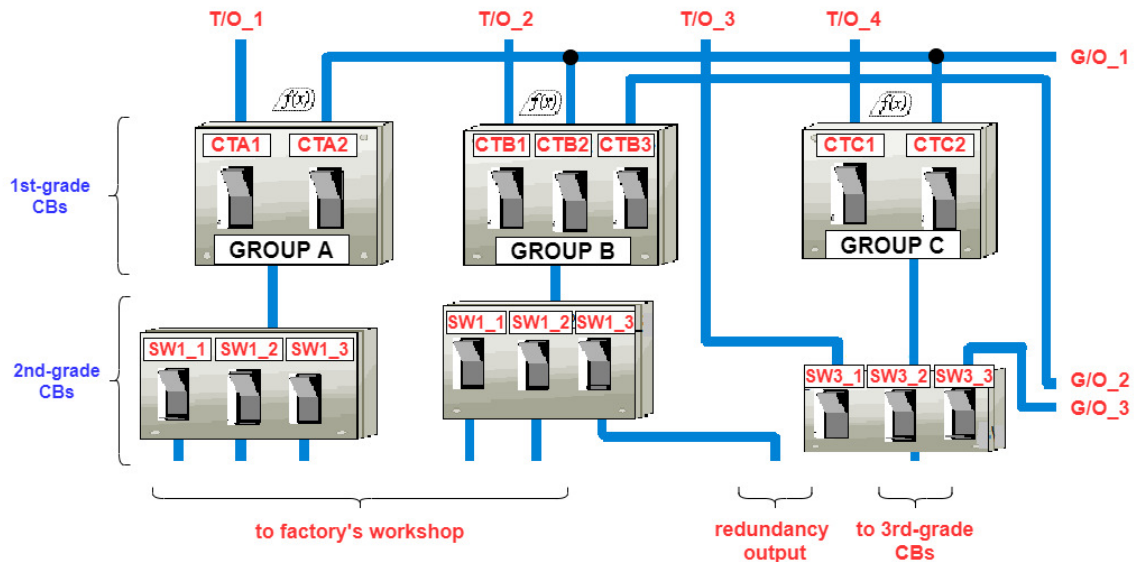 T/O_1 T/O_2 T/O_3 T/O_4
G/O_1
f(x) f(x) f(x)
CTA1 CTA2 CTB1 CTB2 CTB3 CTC1 CTC2
1st-grade
CBs
GROUP A GROUP B GROUP C
SW1_1 SW1_2 SW1_3
SW1_1 SW1_2 SW1_3
SW3_1 SW3_2 SW3_3
2nd-grade
CBs
G/O_2
G/O_3
to factory's workshop
redundancy
output
to 3rd-grade
CBs